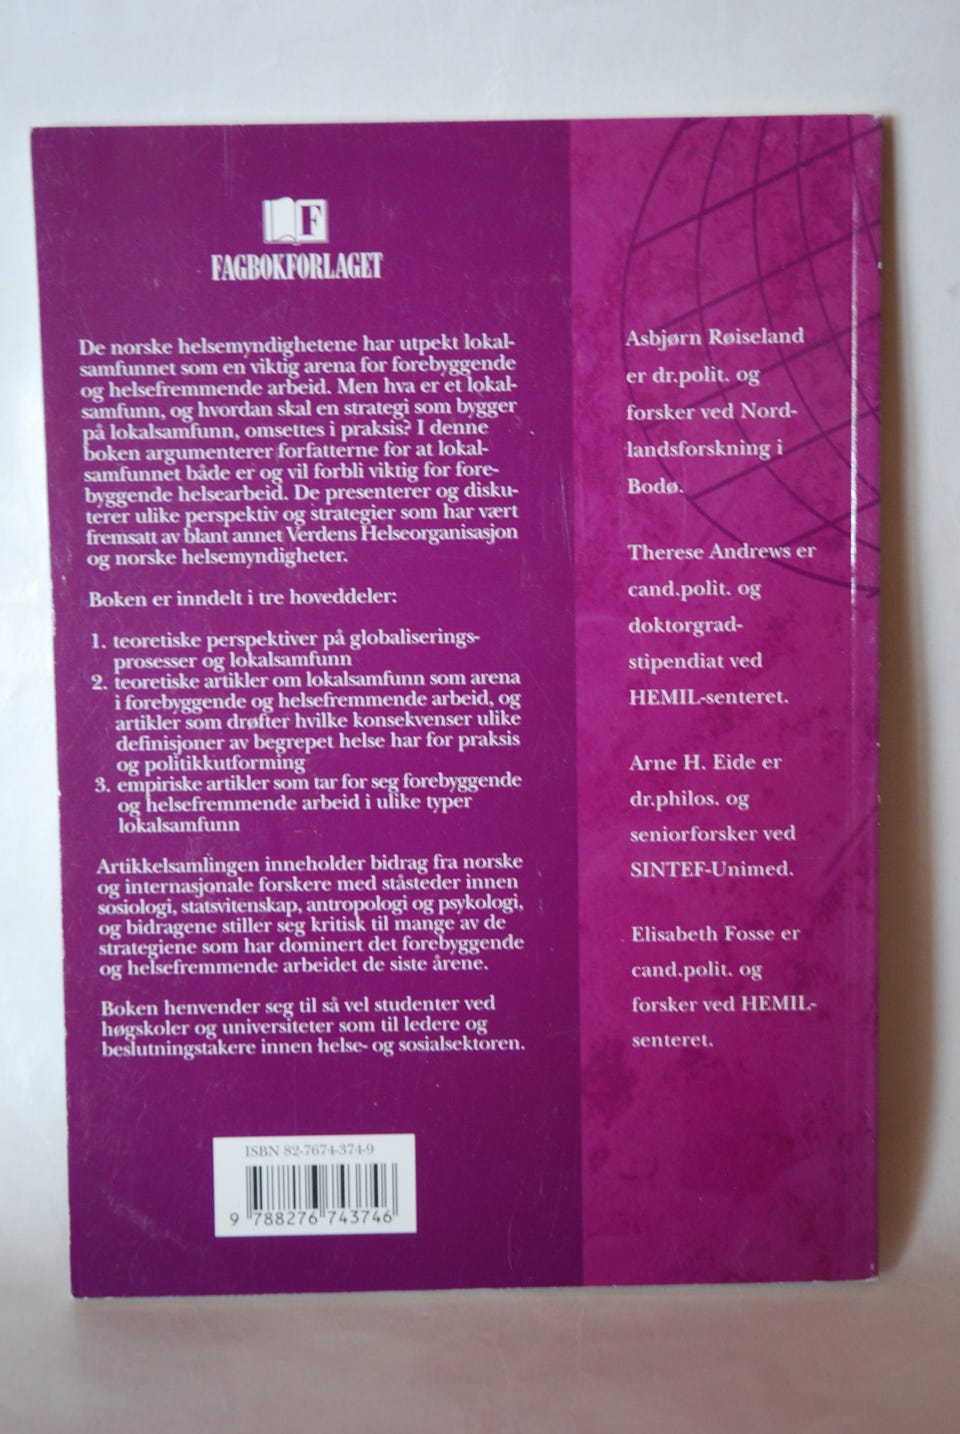 F
FAGBOKFORLAGET
De norske helsemyndighetene har utpekt lokal-
samfunnet som en viktig arena for forebyggende
og helsefremmende arbeid. Men hva er et lokal-
samfunn, og hvordan skal en strategi som bygger
på lokalsamfunn, omsettes i praksis? I denne
boken argumenterer forfatterne for at lokal-
samfunnet både er og vil forbli viktig for fore-
byggende helsearbeid. De presenterer og disku-
terer ulike perspektiv og strategier som har vært
fremsatt av blant annet Verdens Helseorganisasjon
og norske helsemyndigheter.
Boken er inndelt i tre hoveddeler:
1. teoretiske perspektiver på globaliserings-
prosesser og lokalsamfunn
2. teoretiske artikler om lokalsamfunn som arena
i forebyggende og helsefremmende arbeid, og
artikler som drøfter hvilke konsekvenser ulike
definisjoner av begrepet helse har for praksis
og politikkutforming
3. empiriske artikler som tar for seg forebyggende
og helsefremmende arbeid i ulike typer
lokalsamfunn
Artikkelsamlingen inneholder bidrag fra norske
og internasjonale forskere med ståsteder innen
sosiologi, statsvitenskap, antropologi og psykologi,
og bidragene stiller seg kritisk til mange av de
strategiene som har dominert det forebyggende
og helsefremmende arbeidet de siste årene.
Boken henvender seg til så vel studenter ved
høgskoler og universiteter som til ledere og
beslutningstakere innen helse- og sosialsektoren.
ISBN 82-7674-374-9
9 788276 743746
Asbjørn Røiseland
er dr.polit. og
forsker ved Nord-
landsforskning i
Bodø.
Therese Andrews er
cand.polit. og
doktorgrad-
stipendiat ved
HEMIL-senteret.
Arne H. Eide er
dr.philos. og
seniorforsker ved
SINTEF-Unimed.
Elisabeth Fosse er
cand.polit. og
forsker ved HEMIL-
senteret.